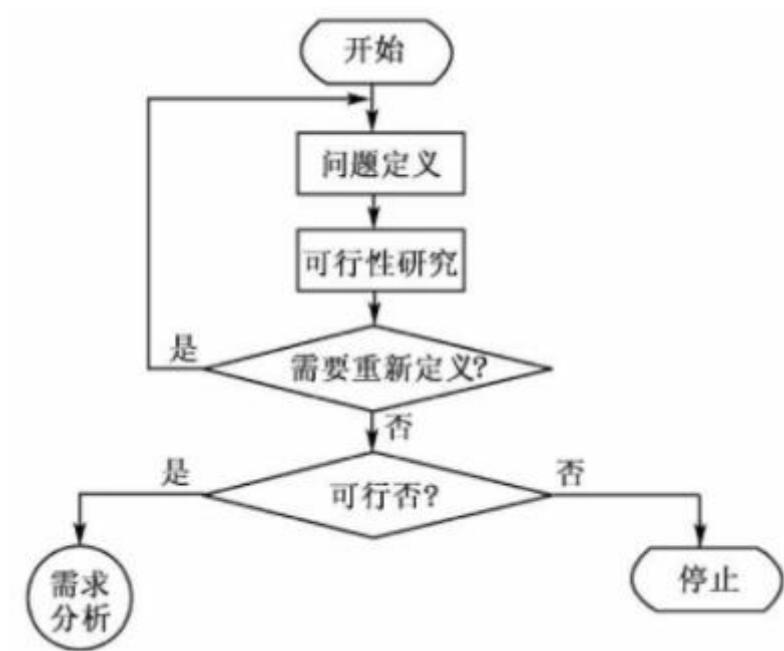 开始
问题定义
可行性研究
是
需要重新定义?
否
是
可行否?
否
需求
分析
停止